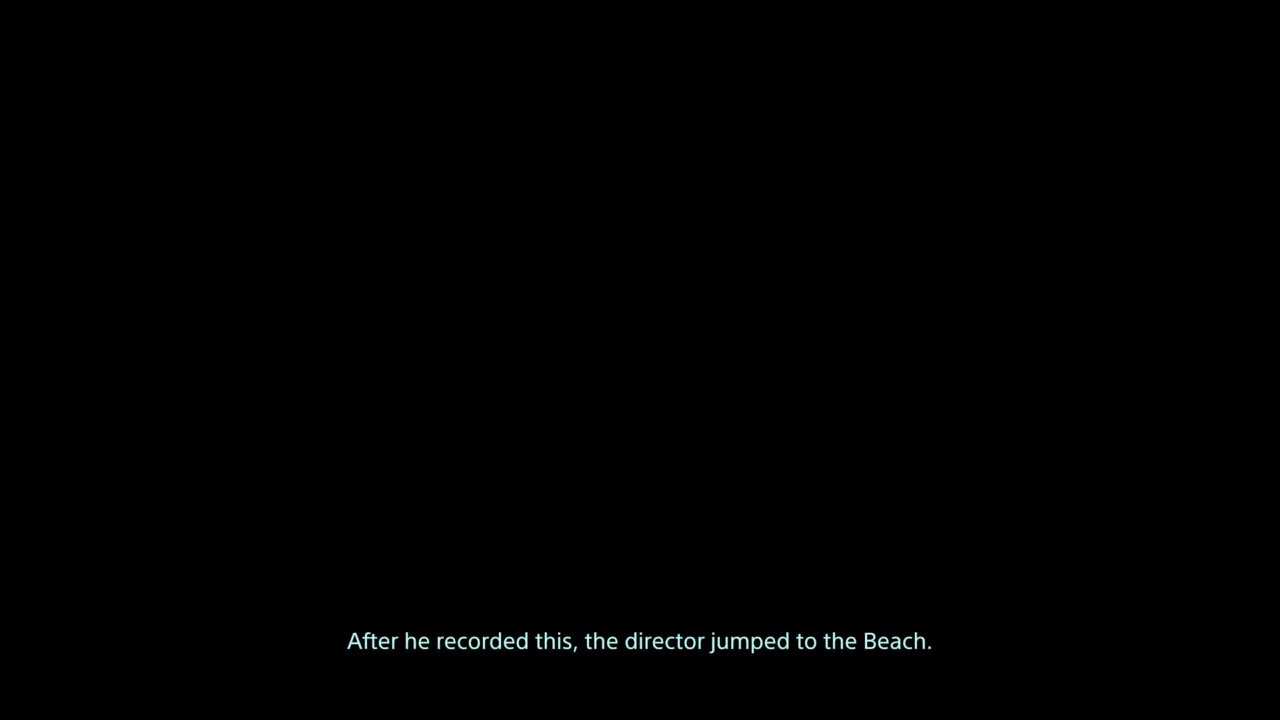 After he recorded this, the director jumped to the Beach.